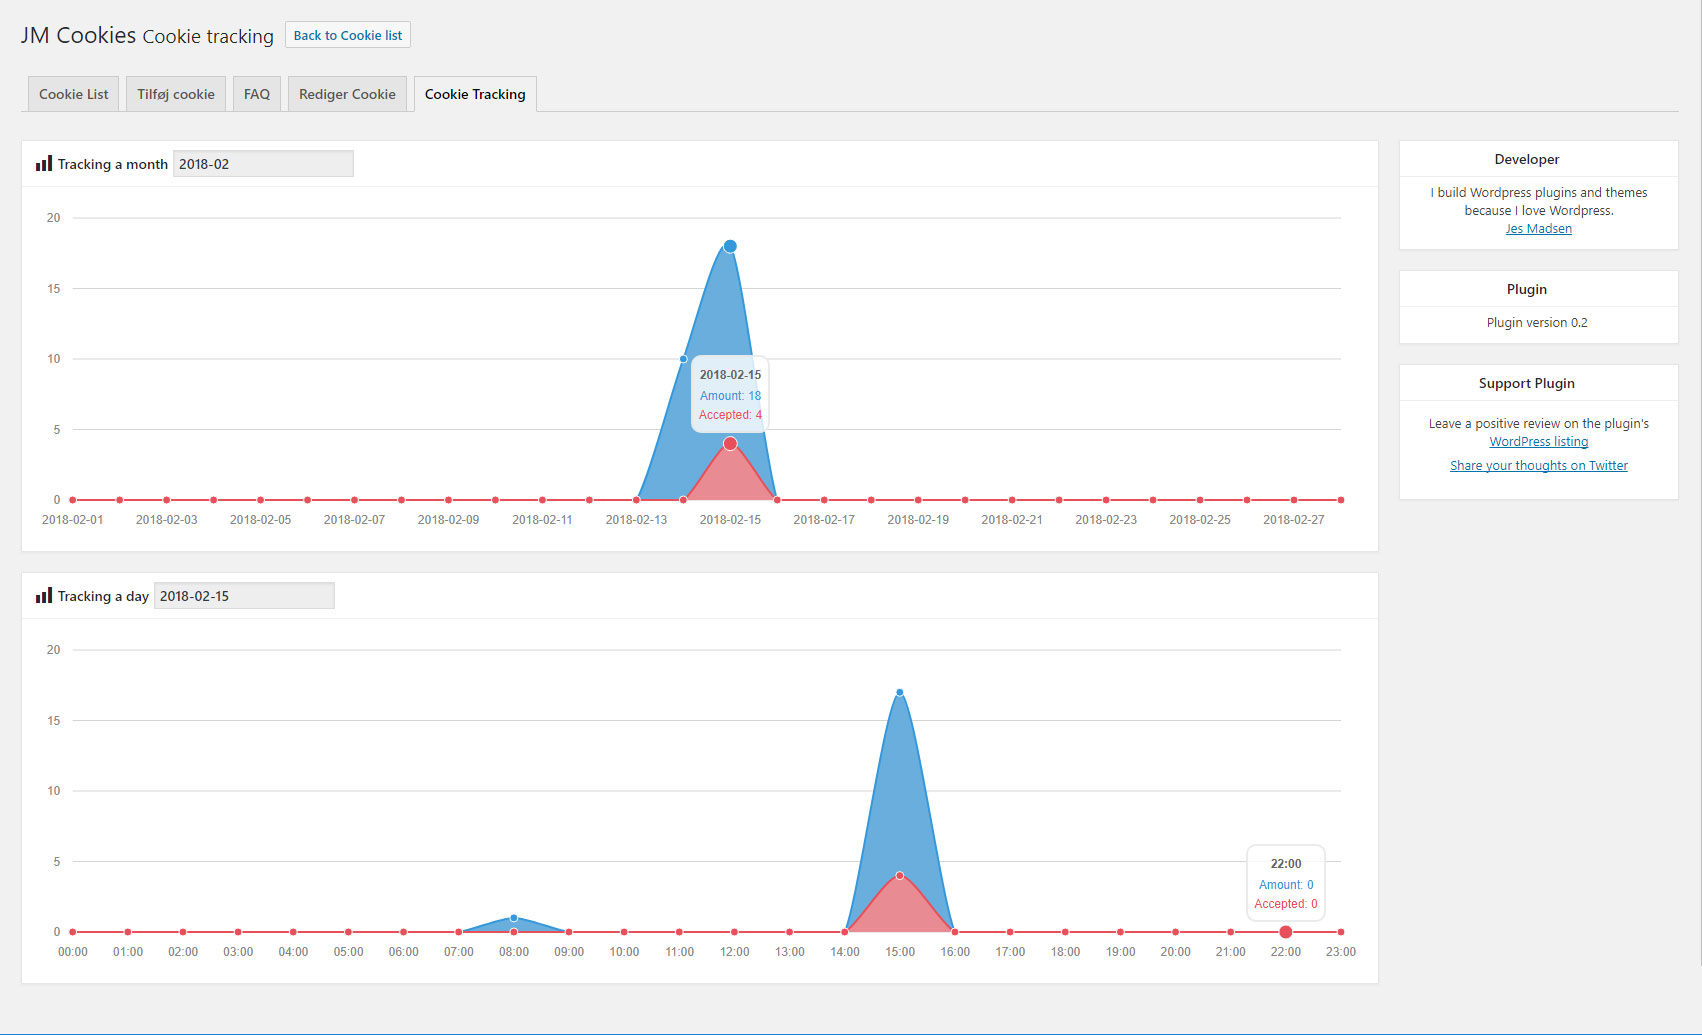 JM Cookies Cookie tracking Back to Cookie list
Cookie List Tilføj cookie FAQ Rediger Cookie Cookie Tracking
Tracking a month 2018-02
20
15
10
5
0
2018-02-15
Amount: 18
Accepted: 4
2018-02-01 2018-02-03 2018-02-05 2018-02-07 2018-02-09 2018-02-11 2018-02-13 2018-02-15 2018-02-17 2018-02-19 2018-02-21 2018-02-23 2018-02-25 2018-02-27
Tracking a day 2018-02-15
20
15
10
5
0
22:00
Amount: 0
Accepted: 0
00:00 01:00 02:00 03:00 04:00 05:00 06:00 07:00 08:00 09:00 10:00 11:00 12:00 13:00 14:00 15:00 16:00 17:00 18:00 19:00 20:00 21:00 22:00 23:00
Developer
I build Wordpress plugins and themes
because I love Wordpress.
Jes Madsen
Plugin
Plugin version 0.2
Support Plugin
Leave a positive review on the plugin's
WordPress listing
Share your thoughts on Twitter